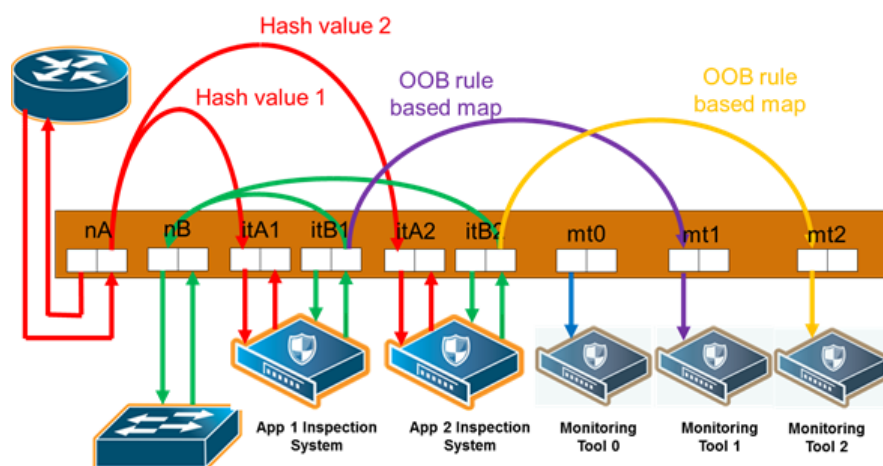 Hash value 2
Hash value 1
OOB rule
based map
OOB rule
based map
nA
nB
itA1
itB1
itA2
itB2
mt0
mt1
mt2
App 1 Inspection
System
App 2 Inspection
System
Monitoring
Tool 0
Monitoring
Tool 1
Monitoring
Tool 2